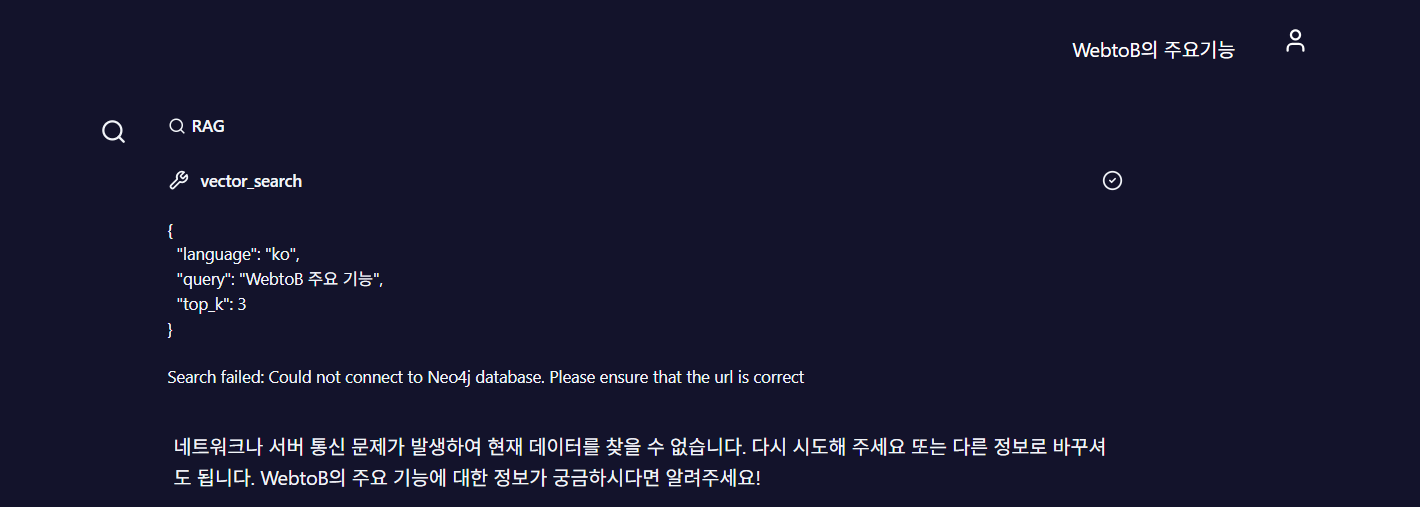 WebtoB의 주요기능
RAG
vector_search
{
"language": "ko",
"query": "WebtoB 주요 기능",
"top_k": 3
}
Search failed: Could not connect to Neo4j database. Please ensure that the url is correct
네트워크나 서버 통신 문제가 발생하여 현재 데이터를 찾을 수 없습니다. 다시 시도해 주세요 또는 다른 정보로 바꾸셔
도 됩니다. WebtoB의 주요 기능에 대한 정보가 궁금하시다면 알려주세요!